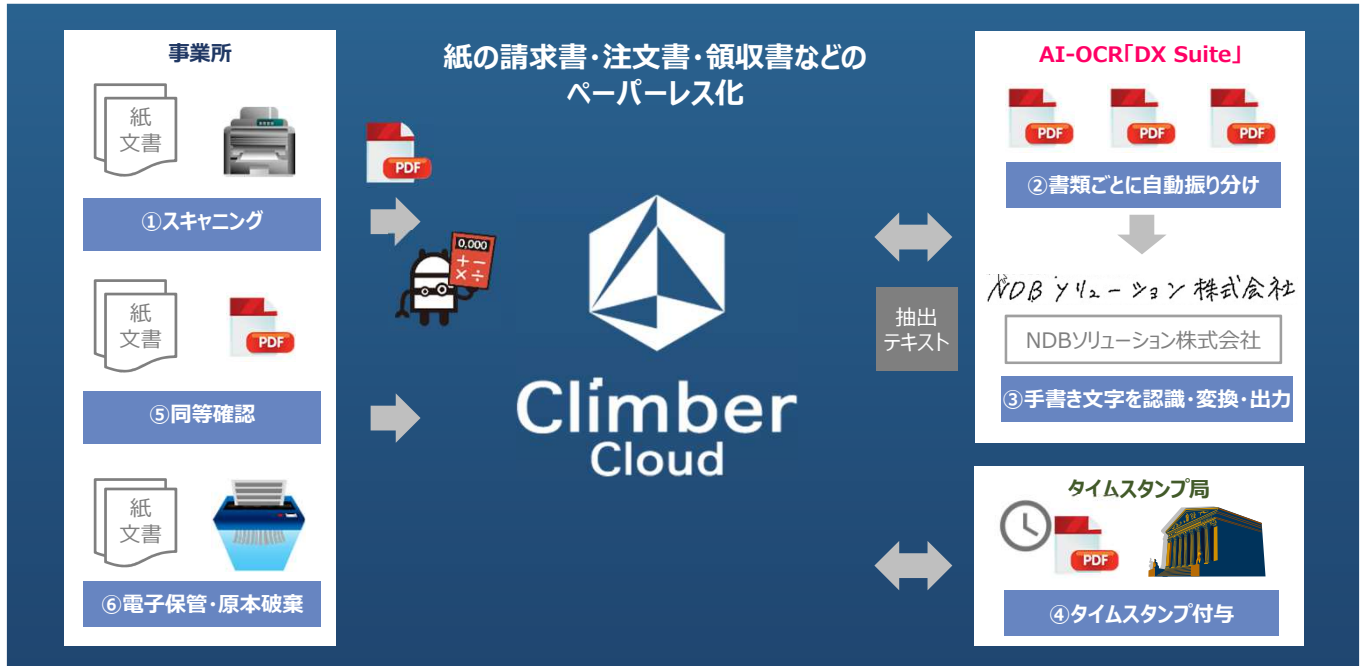 紙の請求書・注文書・領収書などの
ペーパーレス化
事業所
紙
文書
①スキャニング
紙
文書
PDF
⑤同等確認
紙
文書
⑥電子保管・原本破棄
PDF
0,000
+ −
× ÷
Climber
Cloud
抽出
テキスト
AI-OCR「DX Suite」
PDF PDF PDF
②書類ごとに自動振り分け
NDBソリューション株式会社
NDBソリューション株式会社
③手書き文字を認識・変換・出力
タイムスタンプ局
PDF
④タイムスタンプ付与